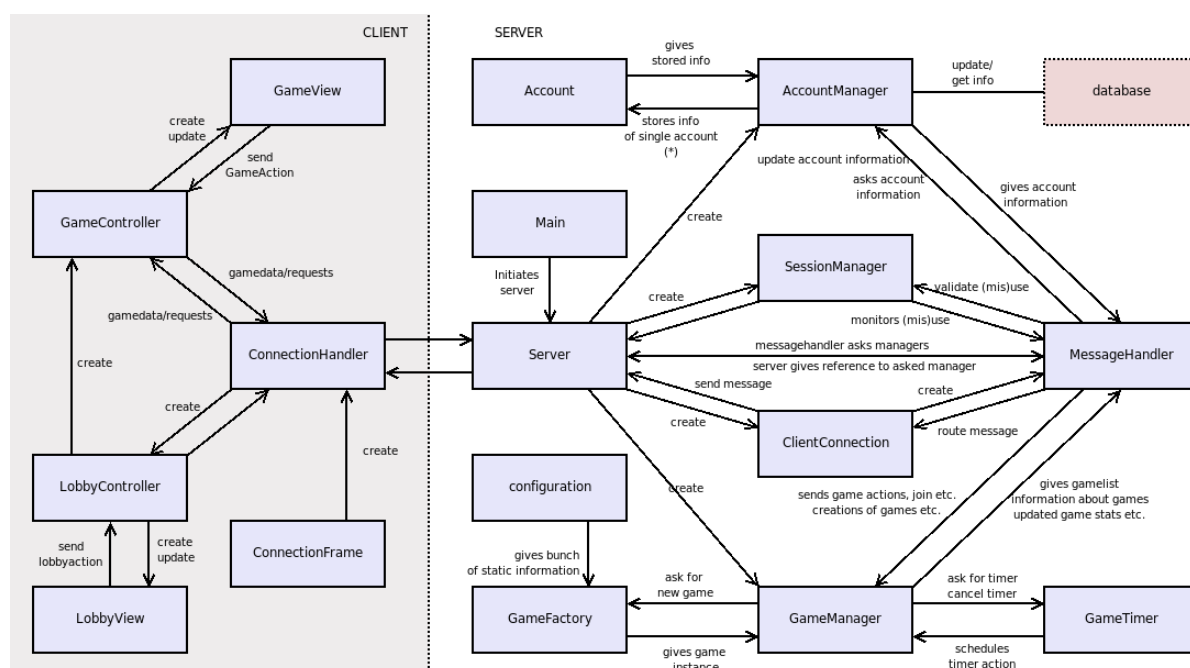 CLIENT
SERVER
GameView
create
update
send
GameAction
GameController
gamedata/requests
gamedata/requests
create
ConnectionHandler
create
create
LobbyController
ConnectionFrame
send
lobbyaction
create
update
LobbyView
gives
stored info
Account
AccountManager
update/
get info
database
stores info
of single account
(*)
update account information
asks account
information
gives account
information
create
Main
Initiates
server
SessionManager
create
validate (mis)use
monitors (mis)use
Server
messagehandler asks managers
server gives reference to asked manager
MessageHandler
send message
create
create
route message
ClientConnection
configuration
create
sends game actions, join etc.
creations of games etc.
gives gamelist
information about games
updated game stats etc.
gives bunch
of static information
ask for
new game
ask for timer
cancel timer
GameFactory
GameManager
GameTimer
gives game
instance
schedules
timer action